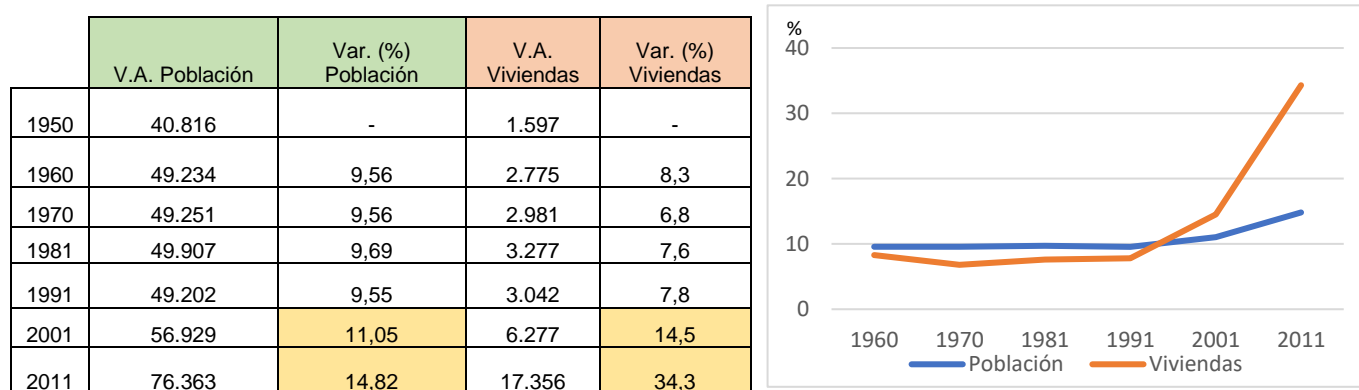 V.A. Población Var. (%) Población V.A. Viviendas Var. (%) Viviendas
1950 40.816 - 1.597 -
1960 49.234 9,56 2.775 8,3
1970 49.251 9,56 2.981 6,8
1981 49.907 9,69 3.277 7,6
1991 49.202 9,55 3.042 7,8
2001 56.929 11,05 6.277 14,5
2011 76.363 14,82 17.356 34,3
%
40
30
20
10
0
1960 1970 1981 1991 2001 2011
Población Viviendas